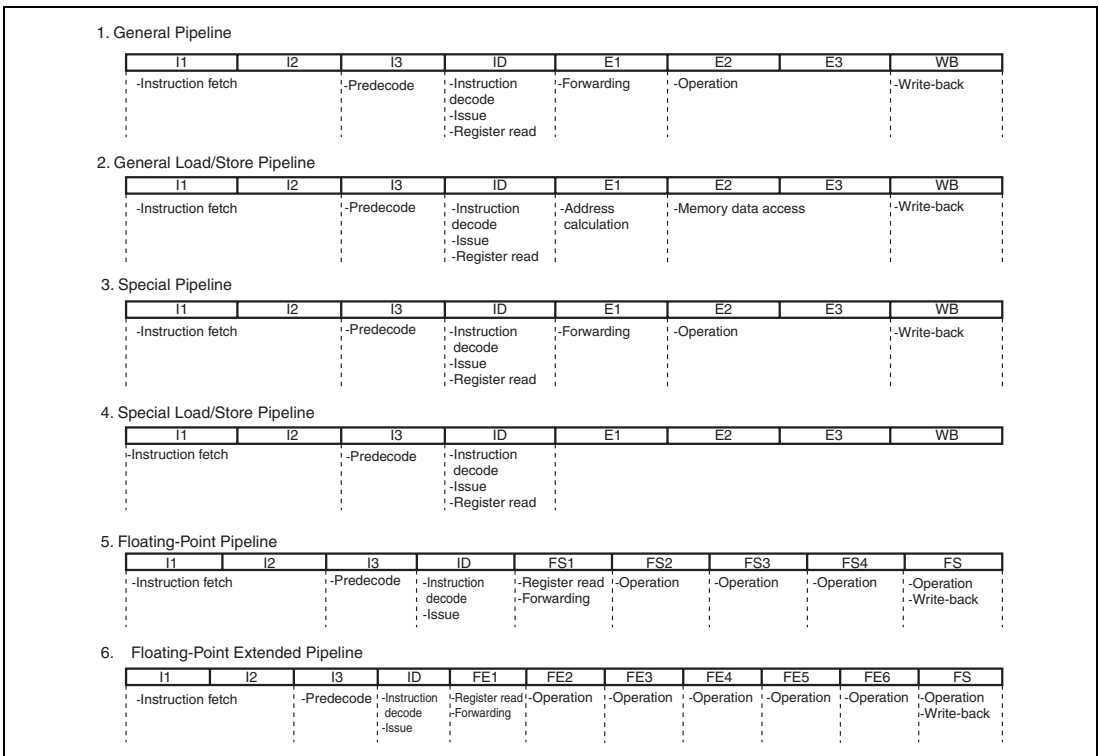 1. General Pipeline
I1 I2 I3 ID E1 E2 E3 WB
-Instruction fetch -Predecode -Instruction -Forwarding -Operation -Write-back
decode
-Issue
-Register read
2. General Load/Store Pipeline
I1 I2 I3 ID E1 E2 E3 WB
-Instruction fetch -Predecode -Instruction -Address -Memory data access -Write-back
decode calculation
-Issue
-Register read
3. Special Pipeline
I1 I2 I3 ID E1 E2 E3 WB
-Instruction fetch -Predecode -Instruction -Forwarding -Operation -Write-back
decode
-Issue
-Register read
4. Special Load/Store Pipeline
I1 I2 I3 ID E1 E2 E3 WB
-Instruction fetch -Predecode -Instruction
decode
-Issue
-Register read
5. Floating-Point Pipeline
I1 I2 I3 ID FS1 FS2 FS3 FS4 FS
-Instruction fetch -Predecode -Instruction -Register read -Operation -Operation -Operation -Operation
decode -Forwarding -Write-back
-Issue
6. Floating-Point Extended Pipeline
I1 I2 I3 ID FE1 FE2 FE3 FE4 FE5 FE6 FS
-Instruction fetch -Predecode -Instruction -Register read -Operation -Operation -Operation -Operation -Operation -Operation
decode -Forwarding -Write-back
-Issue